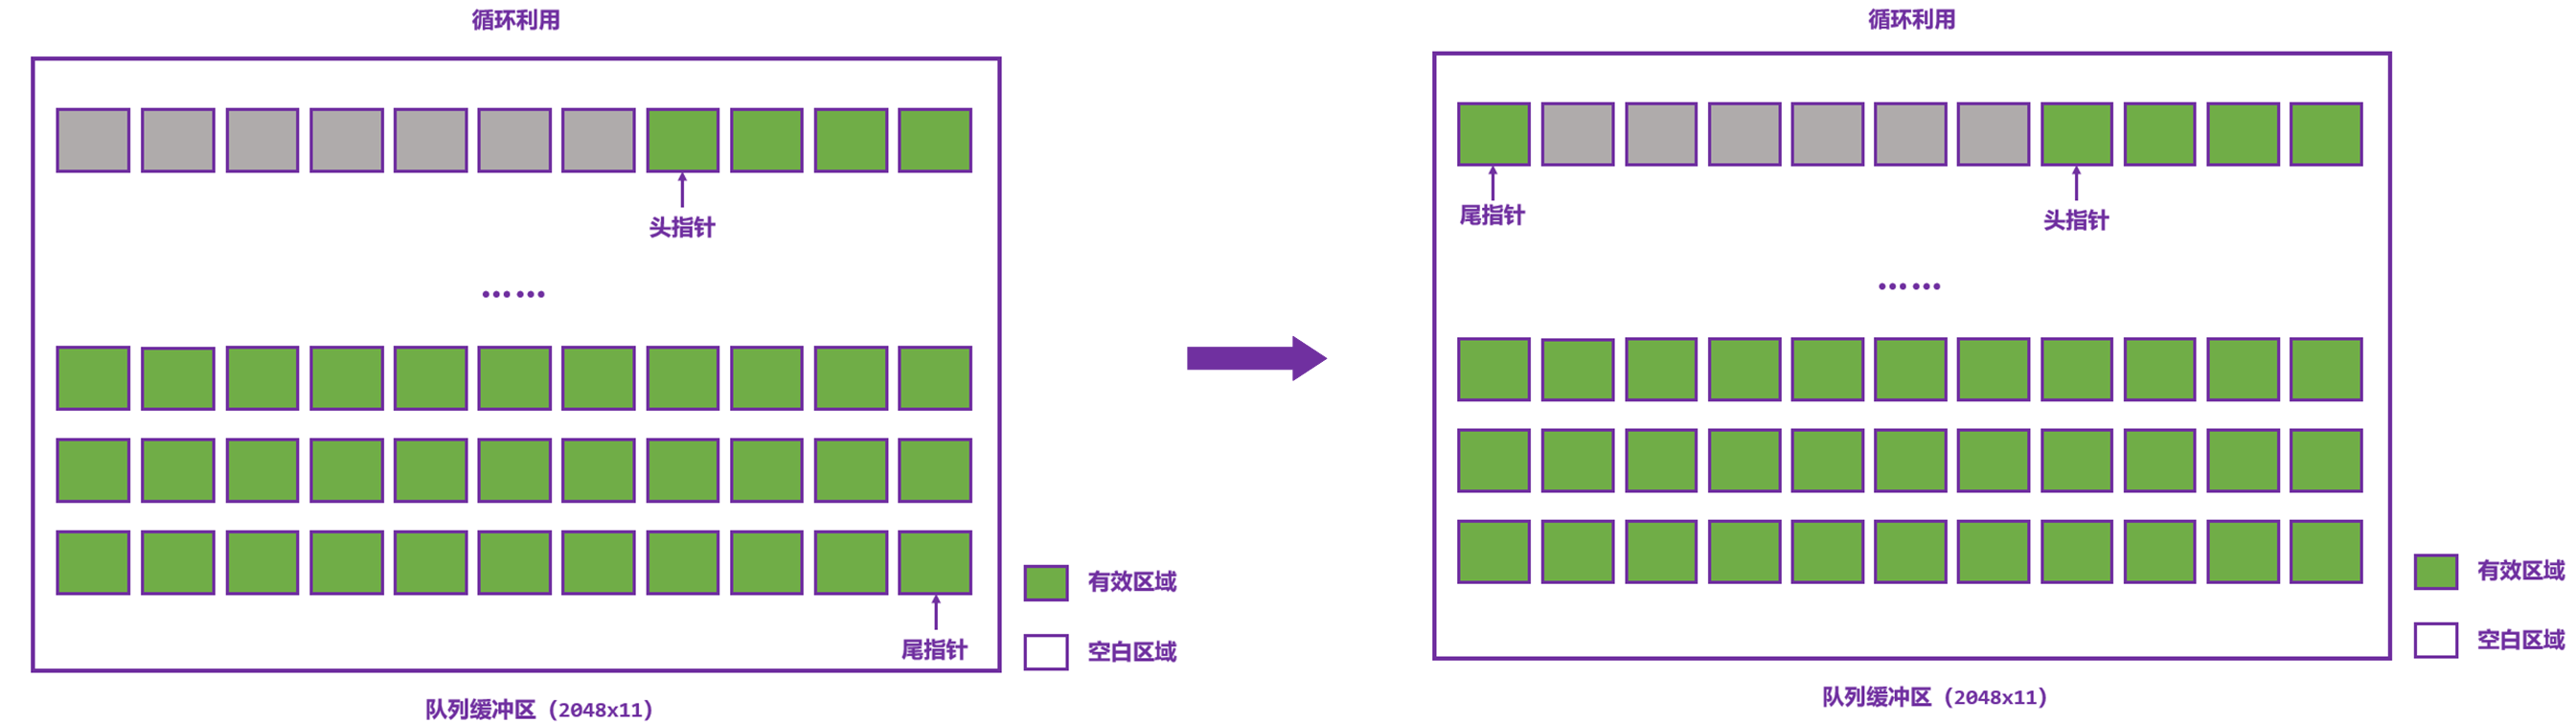 循环利用
头指针
……
尾指针
有效区域
空白区域
队列缓冲区（2048x11）
循环利用
尾指针
头指针
……
有效区域
空白区域
队列缓冲区（2048x11）